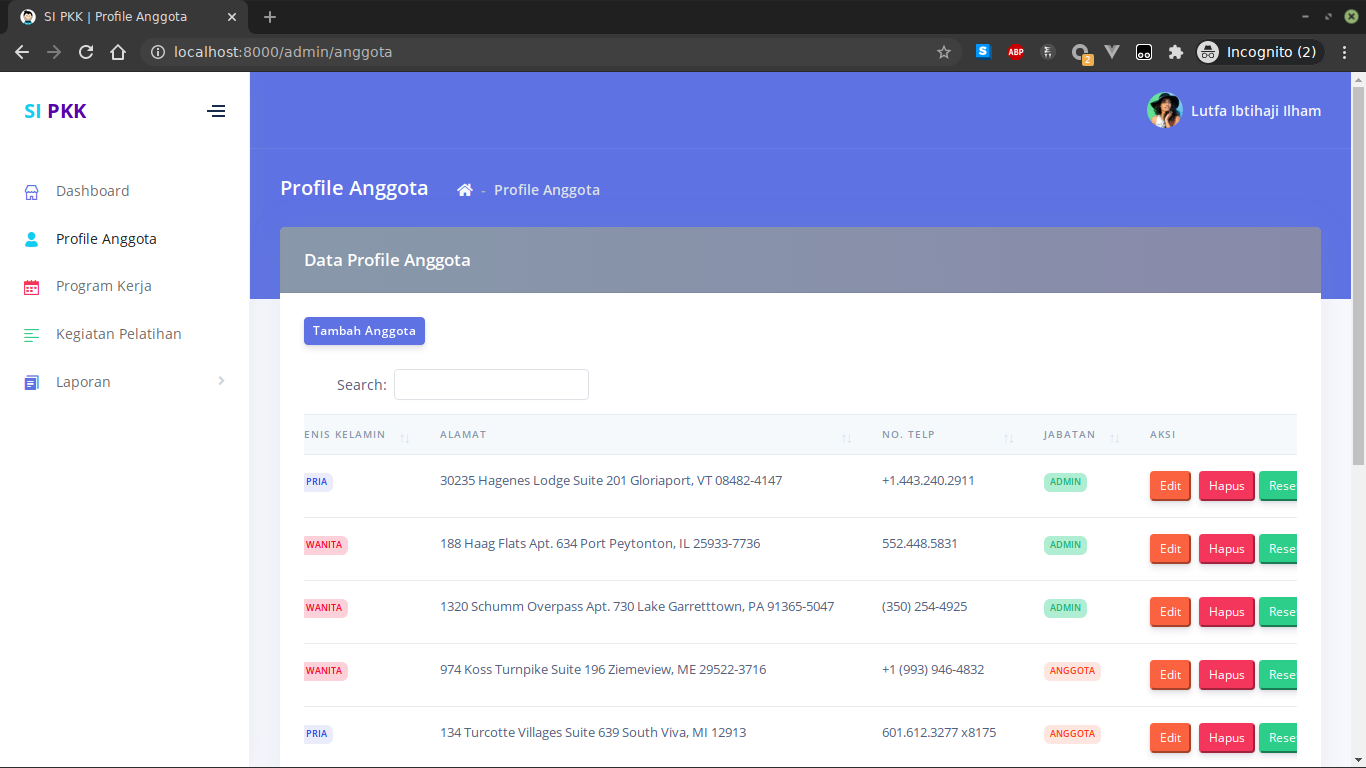 SI PKK | Profile Anggota
localhost:8000/admin/anggota
ABP
2
Incognito (2)
SI PKK
Lutfa Ibtihaji Ilham
Dashboard
Profile Anggota
Program Kerja
Kegiatan Pelatihan
Laporan
Profile Anggota - Profile Anggota
Data Profile Anggota
Tambah Anggota
Search:
ENIS KELAMIN ALAMAT NO. TELP JABATAN AKSI
PRIA 30235 Hagenes Lodge Suite 201 Gloriaport, VT 08482-4147 +1.443.240.2911 ADMIN Edit Hapus Rese
WANITA 188 Haag Flats Apt. 634 Port Peytonton, IL 25933-7736 552.448.5831 ADMIN Edit Hapus Rese
WANITA 1320 Schumm Overpass Apt. 730 Lake Garretttown, PA 91365-5047 (350) 254-4925 ADMIN Edit Hapus Rese
WANITA 974 Koss Turnpike Suite 196 Ziemeview, ME 29522-3716 +1 (993) 946-4832 ANGGOTA Edit Hapus Rese
PRIA 134 Turcotte Villages Suite 639 South Viva, MI 12913 601.612.3277 x8175 ANGGOTA Edit Hapus Rese